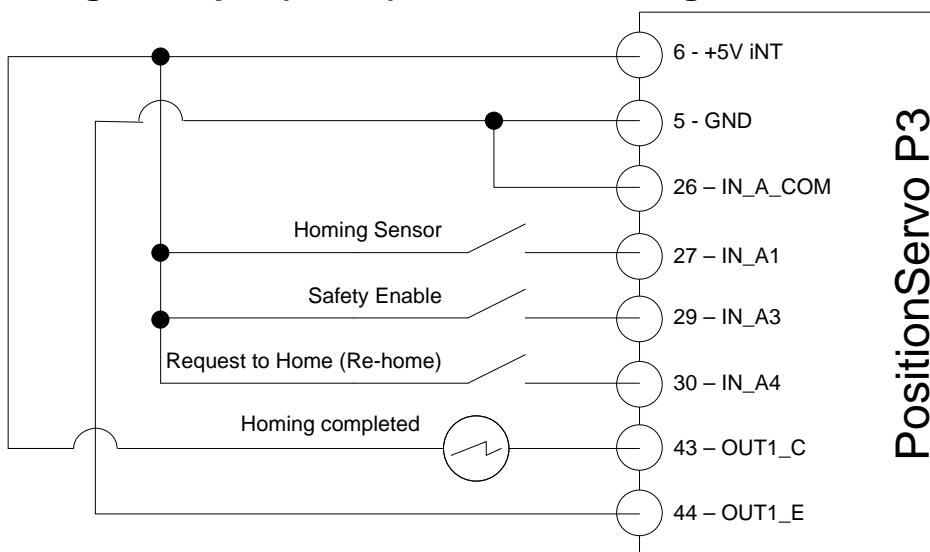 6 - +5V iNT
5 - GND
26 – IN_A_COM
Homing Sensor
27 – IN_A1
Safety Enable
29 – IN_A3
Request to Home (Re-home)
30 – IN_A4
Homing completed
43 – OUT1_C
44 – OUT1_E
PositionServo P3